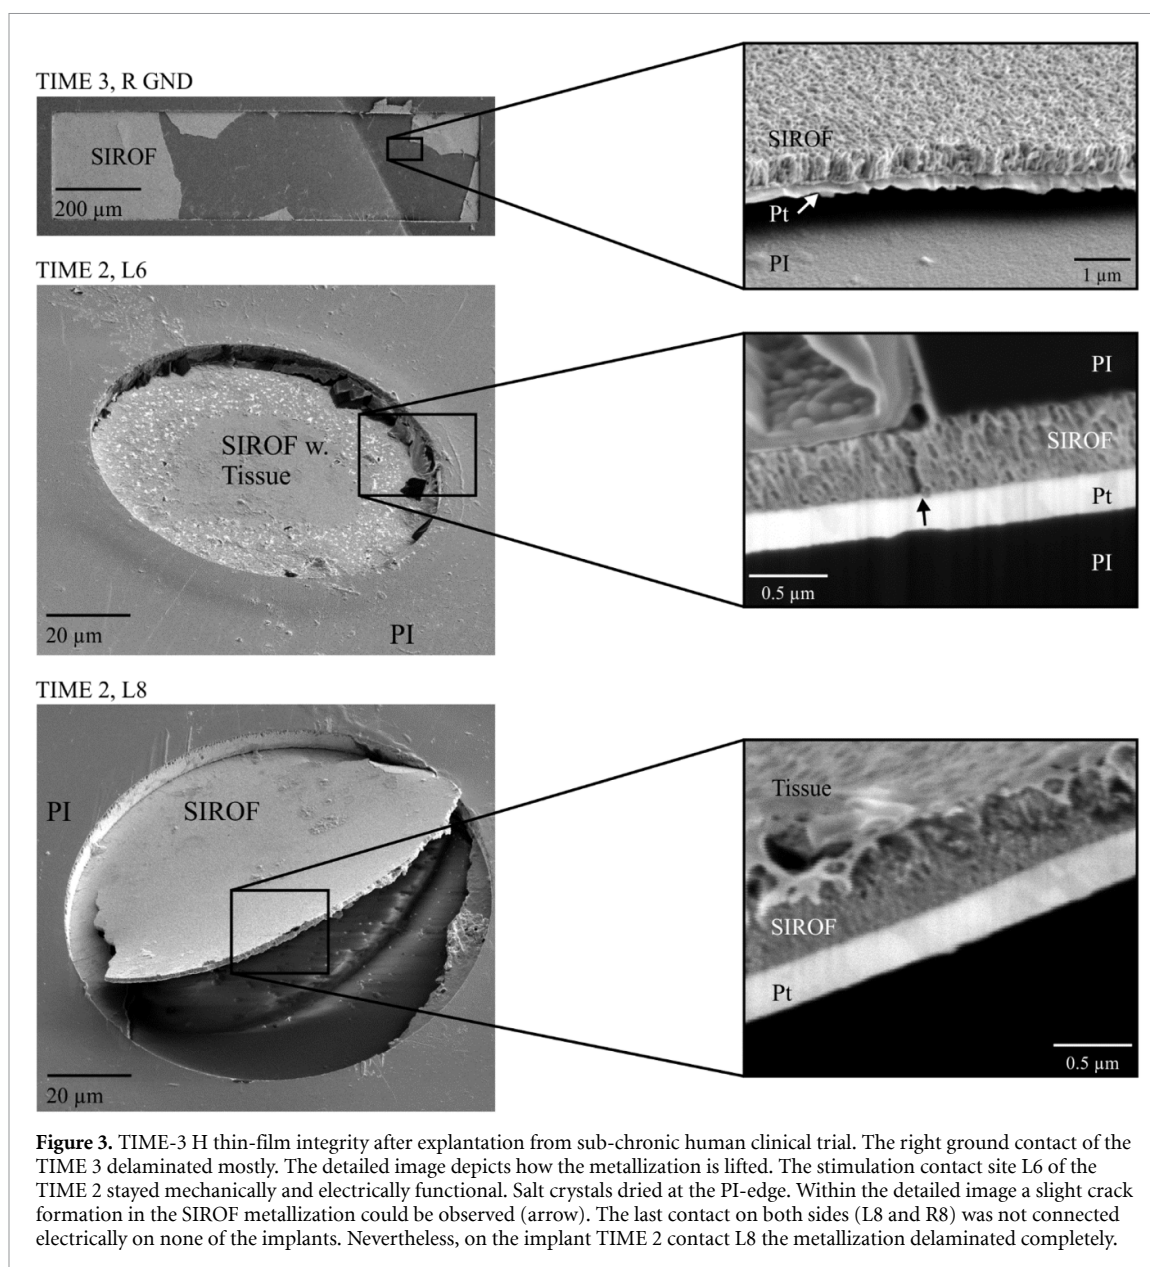 TIME 3, R GND
SIROF
200 µm
SIROF
Pt
PI
1 µm
TIME 2, L6
SIROF w.
Tissue
20 µm
PI
PI
SIROF
Pt
PI
0.5 µm
TIME 2, L8
PI
SIROF
20 µm
Tissue
SIROF
Pt
0.5 µm
Figure 3. TIME-3 H thin-film integrity after explantation from sub-chronic human clinical trial. The right ground contact of the
TIME 3 delaminated mostly. The detailed image depicts how the metallization is lifted. The stimulation contact site L6 of the
TIME 2 stayed mechanically and electrically functional. Salt crystals dried at the PI-edge. Within the detailed image a slight crack
formation in the SIROF metallization could be observed (arrow). The last contact on both sides (L8 and R8) was not connected
electrically on none of the implants. Nevertheless, on the implant TIME 2 contact L8 the metallization delaminated completely.